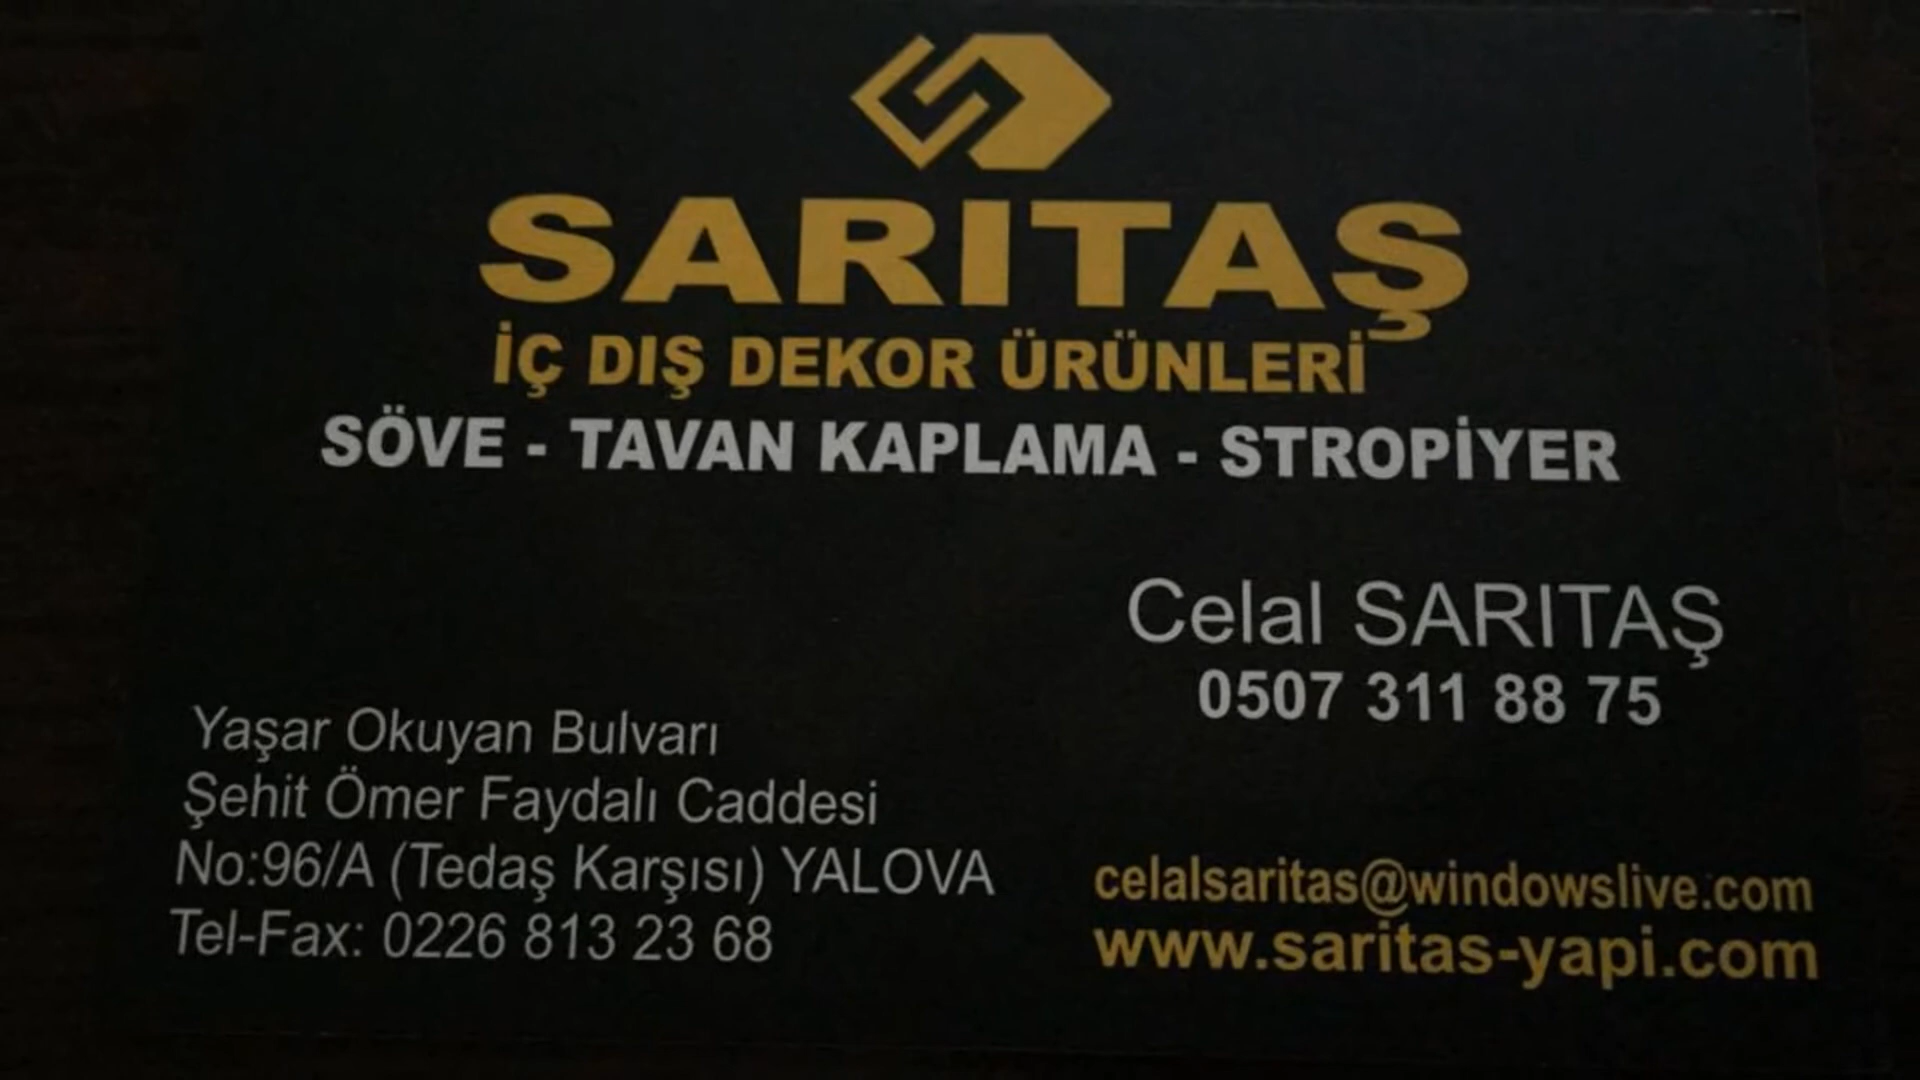 SARITAŞ
İÇ DIŞ DEKOR ÜRÜNLERİ
SÖVE - TAVAN KAPLAMA - STROPİYER
Celal SARITAŞ
0507 311 88 75
Yaşar Okuyan Bulvarı
Şehit Ömer Faydalı Caddesi
No:96/A (Tedaş Karşısı) YALOVA
Tel-Fax: 0226 813 23 68
celalsaritas@windowslive.com
www.saritas-yapi.com